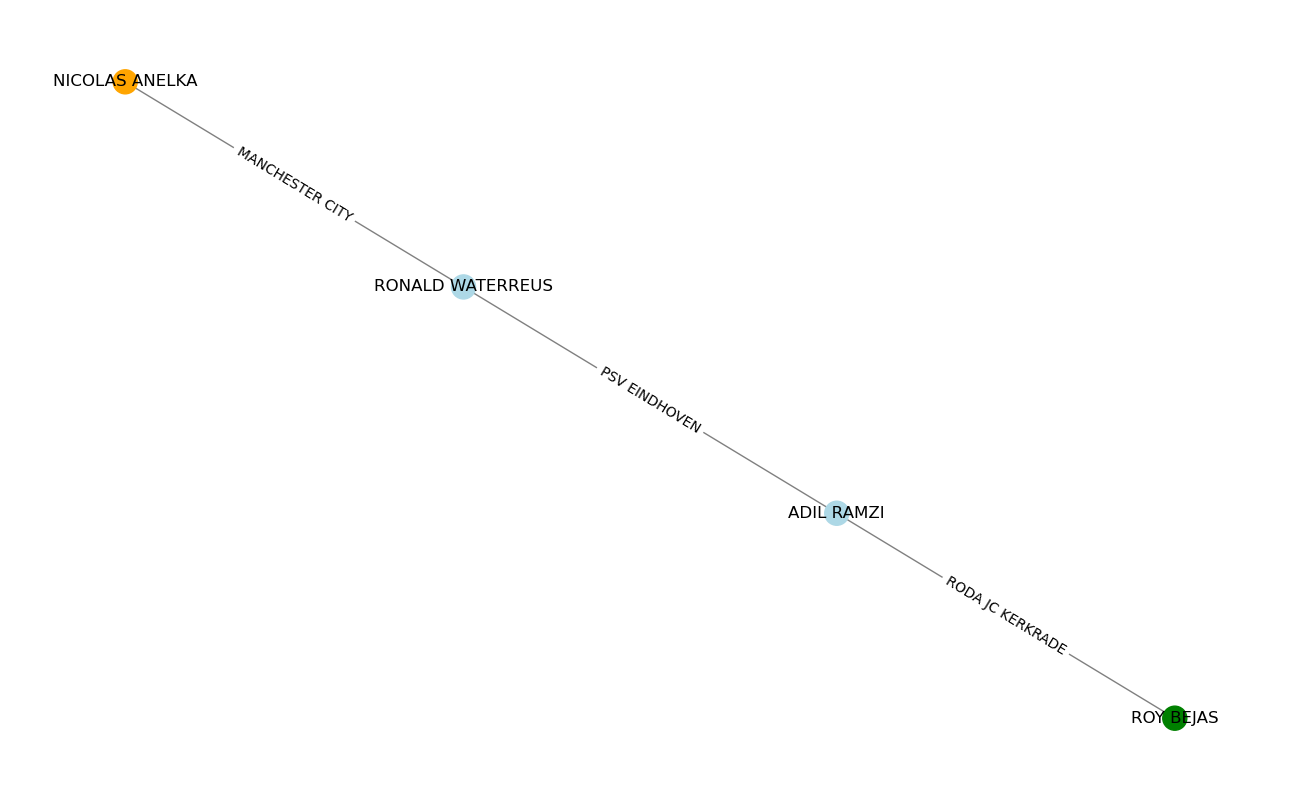 NICOLAS ANELKA
MANCHESTER CITY
RONALD WATERREUS
PSV EINDHOVEN
ADIL RAMZI
RODA JC KERKRADE
ROY BEJAS